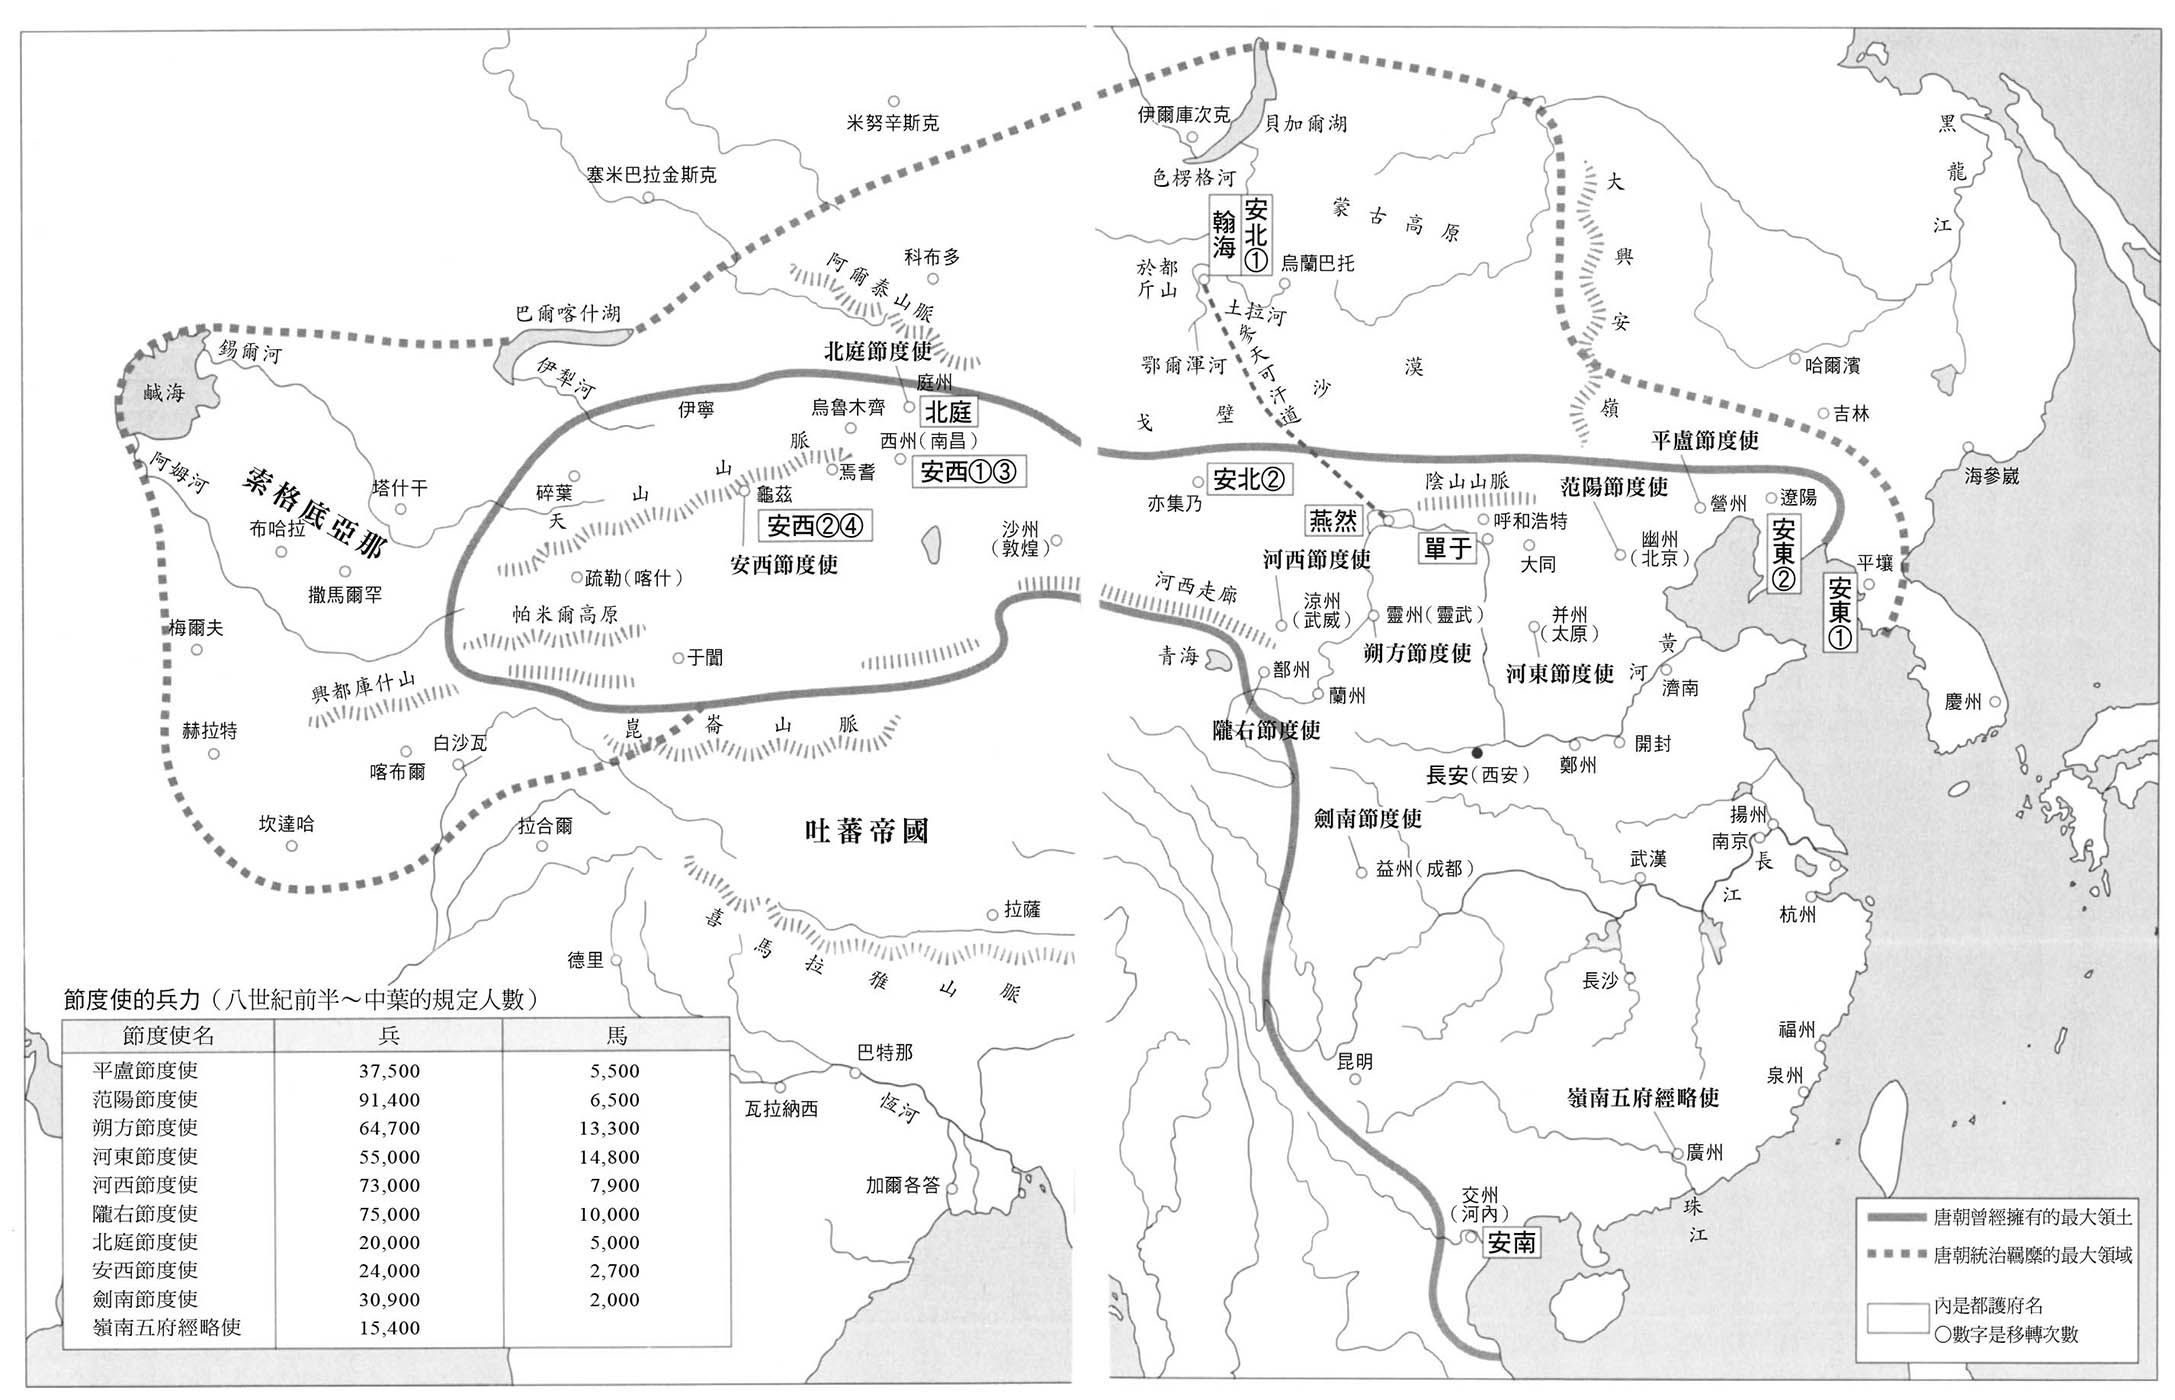 米努辛斯克
塞米巴拉金斯克
科布多
阿爾泰山脈
巴爾喀什湖
伊犁河
錫爾河
鹹海
阿姆河
索格底亞那
塔什干
布哈拉
撒馬爾罕
梅爾夫
赫拉特
坎達哈
喀布爾
白沙瓦
興都庫什山
拉合爾
德里
北庭節度使
庭州
北庭
伊寧
烏魯木齊
西州(南昌)
安西①③
焉耆
龜茲
安西②④
安西節度使
天山山脈
碎葉
疏勒(喀什)
帕米爾高原
于闐
沙州
(敦煌)
崑崙山脈
吐蕃帝國
拉薩
喜馬拉雅山脈
巴特那
瓦拉納西
恆河
加爾各答
伊爾庫次克
貝加爾湖
色楞格河
瀚海
安北①
蒙古高原
於都
斤山
烏蘭巴托
土拉河
參天可汗道
鄂爾渾河
戈壁沙漠
大興安嶺
黑龍江
哈爾濱
吉林
海參崴
平盧節度使
營州
遼陽
范陽節度使
幽州
(北京)
安東②
平壤
安東①
慶州
安北②
亦集乃
燕然
單于
陰山山脈
呼和浩特
大同
河西節度使
河西走廊
涼州
(武威)
靈州(靈武)
朔方節度使
并州
(太原)
河東節度使
黃河
濟南
青海
鄯州
蘭州
隴右節度使
長安(西安)
鄭州
開封
劍南節度使
益州(成都)
揚州
南京
武漢
長江
杭州
長沙
福州
泉州
昆明
嶺南五府經略使
廣州
珠江
交州
(河內)
安南
節度使的兵力(八世紀前半～中葉的規定人數)
節度使名 兵 馬
平盧節度使 37,500 5,500
范陽節度使 91,400 6,500
朔方節度使 64,700 13,300
河東節度使 55,000 14,800
河西節度使 73,000 7,900
隴右節度使 75,000 10,000
北庭節度使 20,000 5,000
安西節度使 24,000 2,700
劍南節度使 30,900 2,000
嶺南五府經略使 15,400
唐朝曾經擁有的最大領土
唐朝統治羈縻的最大領域
內是都護府名
○數字是移轉次數